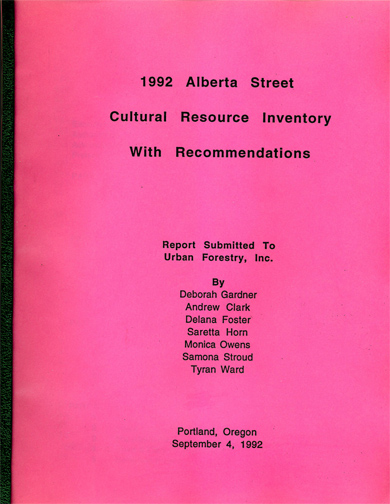 1992 Alberta Street
Cultural Resource Inventory
With Recommendations
Report Submitted To
Urban Forestry, Inc.
By
Deborah Gardner
Andrew Clark
Delana Foster
Saretta Horn
Monica Owens
Samona Stroud
Tyran Ward
Portland, Oregon
September 4, 1992